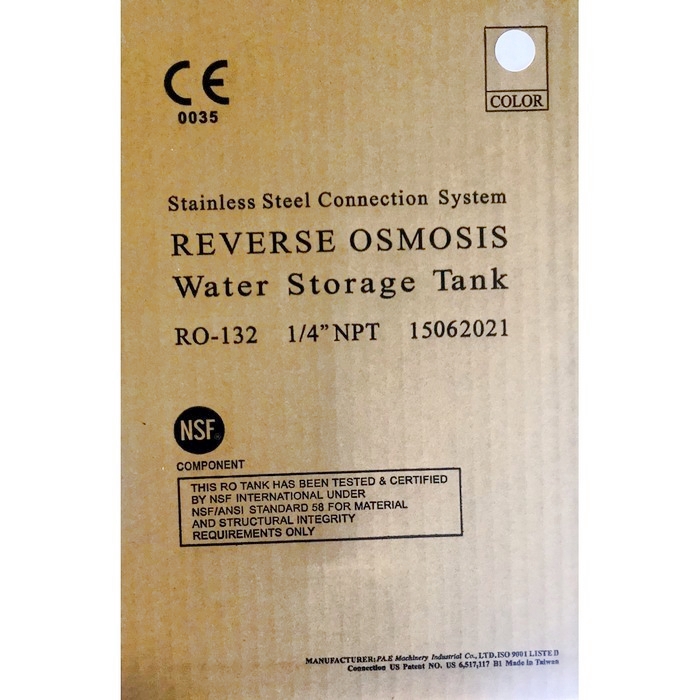 CE
0035
COLOR
Stainless Steel Connection System
REVERSE OSMOSIS
Water Storage Tank
RO-132 1/4” NPT 15062021
NSF®
COMPONENT
THIS RO TANK HAS BEEN TESTED & CERTIFIED
BY NSF INTERNATIONAL UNDER
NSF/ANSI STANDARD 58 FOR MATERIAL
AND STRUCTURAL INTEGRITY
REQUIREMENTS ONLY
MANUFACTURER:P.A.E Machinery Industrial Co.,LTD.ISO 9001 LISTED
Connection US Patent NO. US 6,517,117 B1 Made in Taiwan